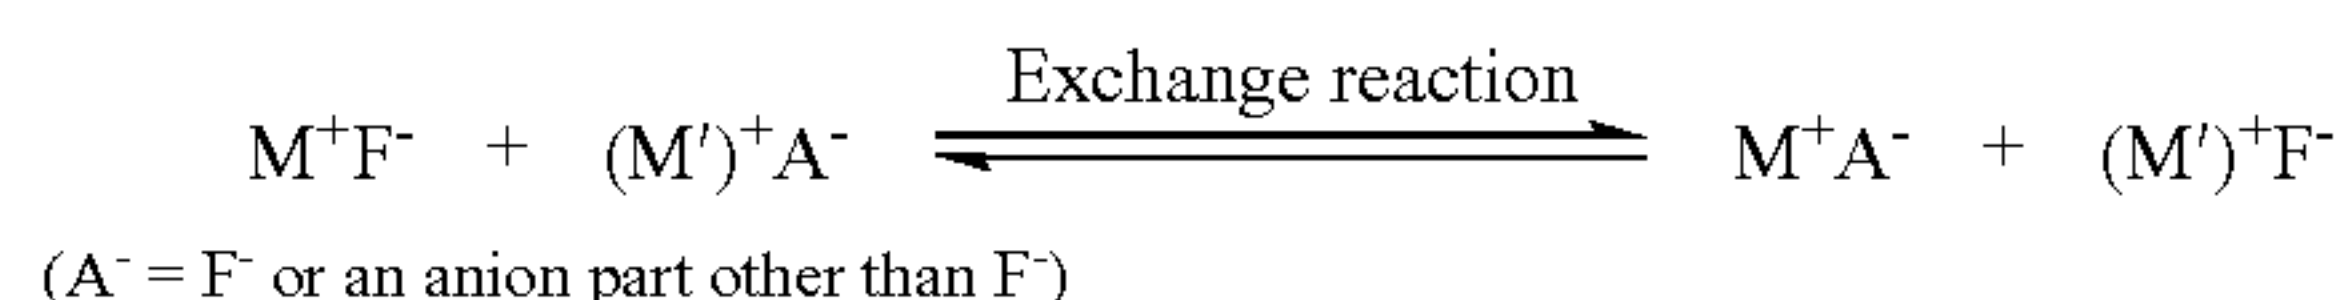 Exchange reaction
M⁺F⁻ + (M′)⁺A⁻ ⇌ M⁺A⁻ + (M′)⁺F⁻
(A⁻ = F⁻ or an anion part other than F⁻)